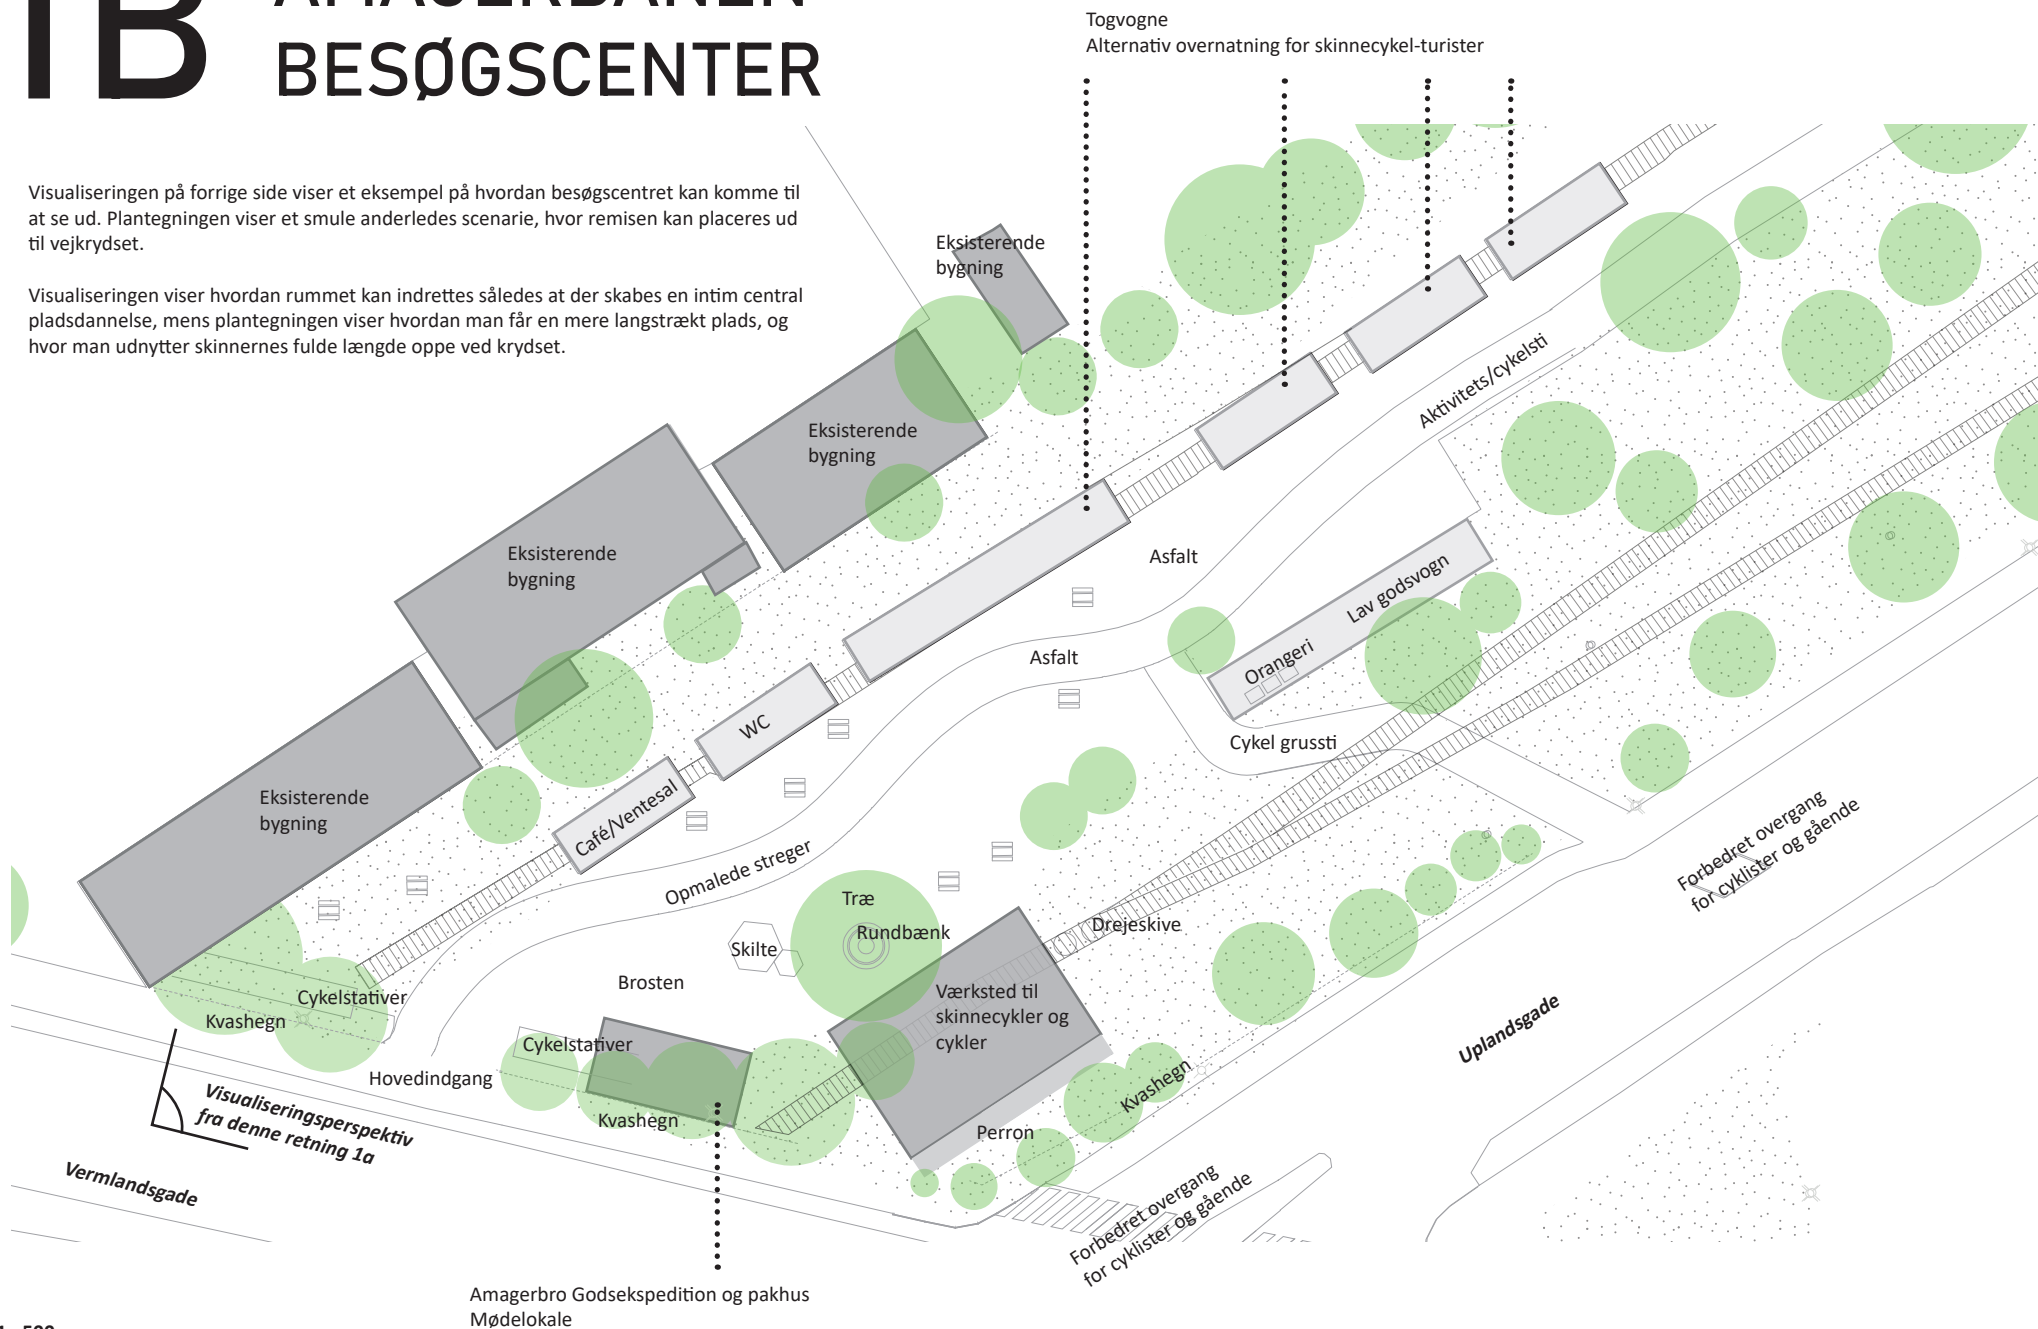 1B
AMAGERBANEN
BESØGSCENTER
Togvogne
Alternativ overnatning for skinnecykel-turister
Visualiseringen på forrige side viser et eksempel på hvordan besøgscentret kan komme til
at se ud. Plantegningen viser et smule anderledes scenarie, hvor remisen kan placeres ud
til vejkrydset.
Visualiseringen viser hvordan rummet kan indrettes således at der skabes en intim central
pladsdannelse, mens plantegningen viser hvordan man får en mere langstrakt plads, og
hvor man udnytter skinnernes fulde længde oppe ved krydset.
Eksisterende
bygning
Eksisterende
bygning
Eksisterende
bygning
Eksisterende
bygning
Aktivitets/cykelsti
Asfalt
Lav godsvogn
Asfalt
Orangeri
WC
Cykel grussti
Café/Ventesal
Opmalede streger
Forbedret overgang
for cyklister og gående
Træ
Rundbænk
Skilte
Drejeskive
Brosten
Værksted til
skinnecykler og
cykler
Cykelstativer
Kvashegn
Cykelstativer
Hovedindgang
Kvashegn
Kvashegn
Perron
Uplandsgade
Visualiseringsperspektiv
fra denne retning 1a
Vermlandsgade
Forbedret overgang
for cyklister og gående
Amagerbro Godsekspedition og pakhus
Mødelokale